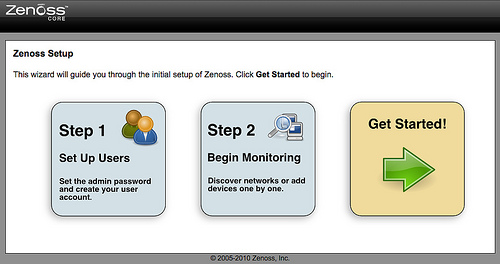 Zenoss
CORE
Zenoss Setup
This wizard will guide you through the initial setup of Zenoss. Click Get Started to begin.
Step 1
Set Up Users
Set the admin password
and create your user
account.
Step 2
Begin Monitoring
Discover networks or add
devices one by one.
Get Started!
© 2005-2010 Zenoss, Inc.